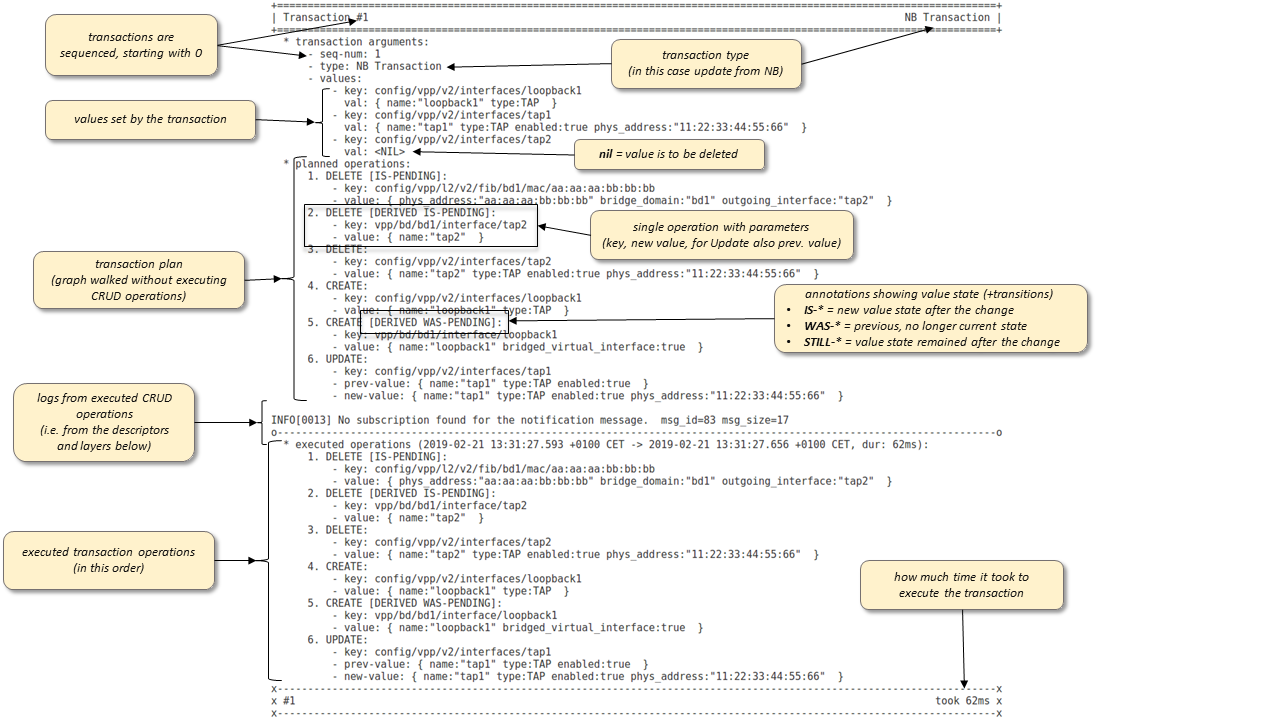 +======================================================================================================================+
| Transaction #1                                                                                        NB Transaction |
+======================================================================================================================+
  * transaction arguments:
      - seq-num: 1
      - type: NB Transaction
      - values:
          - key: config/vpp/v2/interfaces/loopback1
            val: { name:"loopback1" type:TAP  }
          - key: config/vpp/v2/interfaces/tap1
            val: { name:"tap1" type:TAP enabled:true phys_address:"11:22:33:44:55:66"  }
          - key: config/vpp/v2/interfaces/tap2
            val: <NIL>
  * planned operations:
      1. DELETE [IS-PENDING]:
          - key: config/vpp/l2/v2/fib/bd1/mac/aa:aa:aa:bb:bb:bb
          - value: { phys_address:"aa:aa:aa:bb:bb:bb" bridge_domain:"bd1" outgoing_interface:"tap2"  }
      2. DELETE [DERIVED IS-PENDING]:
          - key: vpp/bd/bd1/interface/tap2
          - value: { name:"tap2"  }
      3. DELETE:
          - key: config/vpp/v2/interfaces/tap2
          - value: { name:"tap2" type:TAP enabled:true phys_address:"11:22:33:44:55:66"  }
      4. CREATE:
          - key: config/vpp/v2/interfaces/loopback1
          - value: { name:"loopback1" type:TAP  }
      5. CREATE [DERIVED WAS-PENDING]:
          - key: vpp/bd/bd1/interface/loopback1
          - value: { name:"loopback1" bridged_virtual_interface:true  }
      6. UPDATE:
          - key: config/vpp/v2/interfaces/tap1
          - prev-value: { name:"tap1" type:TAP enabled:true  }
          - new-value: { name:"tap1" type:TAP enabled:true phys_address:"11:22:33:44:55:66"  }
INFO[0013] No subscription found for the notification message.  msg_id=83 msg_size=17
o----------------------------------------------------------------------------------------------------------------------o
  * executed operations (2019-02-21 13:31:27.593 +0100 CET -> 2019-02-21 13:31:27.656 +0100 CET, dur: 62ms):
      1. DELETE [IS-PENDING]:
          - key: config/vpp/l2/v2/fib/bd1/mac/aa:aa:aa:bb:bb:bb
          - value: { phys_address:"aa:aa:aa:bb:bb:bb" bridge_domain:"bd1" outgoing_interface:"tap2"  }
      2. DELETE [DERIVED IS-PENDING]:
          - key: vpp/bd/bd1/interface/tap2
          - value: { name:"tap2"  }
      3. DELETE:
          - key: config/vpp/v2/interfaces/tap2
          - value: { name:"tap2" type:TAP enabled:true phys_address:"11:22:33:44:55:66"  }
      4. CREATE:
          - key: config/vpp/v2/interfaces/loopback1
          - value: { name:"loopback1" type:TAP  }
      5. CREATE [DERIVED WAS-PENDING]:
          - key: vpp/bd/bd1/interface/loopback1
          - value: { name:"loopback1" bridged_virtual_interface:true  }
      6. UPDATE:
          - key: config/vpp/v2/interfaces/tap1
          - prev-value: { name:"tap1" type:TAP enabled:true  }
          - new-value: { name:"tap1" type:TAP enabled:true phys_address:"11:22:33:44:55:66"  }
x----------------------------------------------------------------------------------------------------------------------x
x #1                                                                                                         took 62ms x
x----------------------------------------------------------------------------------------------------------------------x
transactions are
sequenced, starting with 0
transaction type
(in this case update from NB)
values set by the transaction
nil = value is to be deleted
single operation with parameters
(key, new value, for Update also prev. value)
transaction plan
(graph walked without executing
CRUD operations)
annotations showing value state (+transitions)
• IS-* = new value state after the change
• WAS-* = previous, no longer current state
• STILL-* = value state remained after the change
logs from executed CRUD
operations
(i.e. from the descriptors
and layers below)
executed transaction operations
(in this order)
how much time it took to
execute the transaction